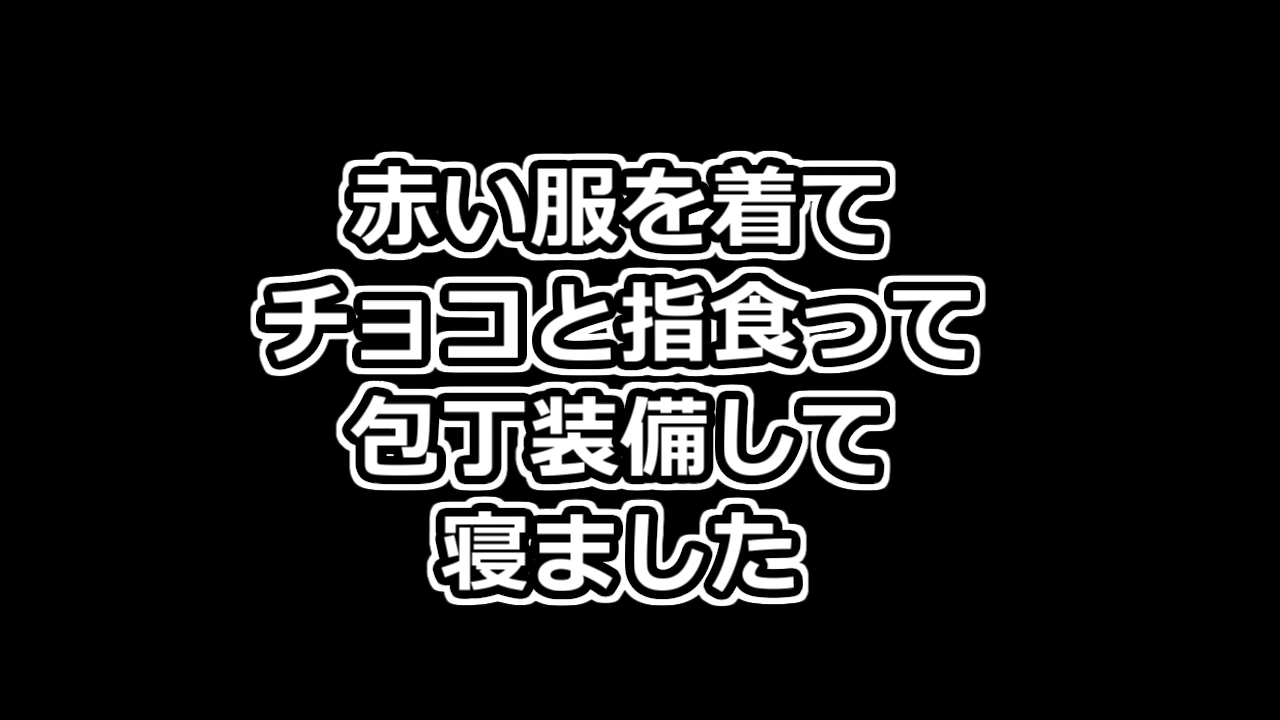 赤い服を着て
チョコと指食って
包丁装備して
寝ました